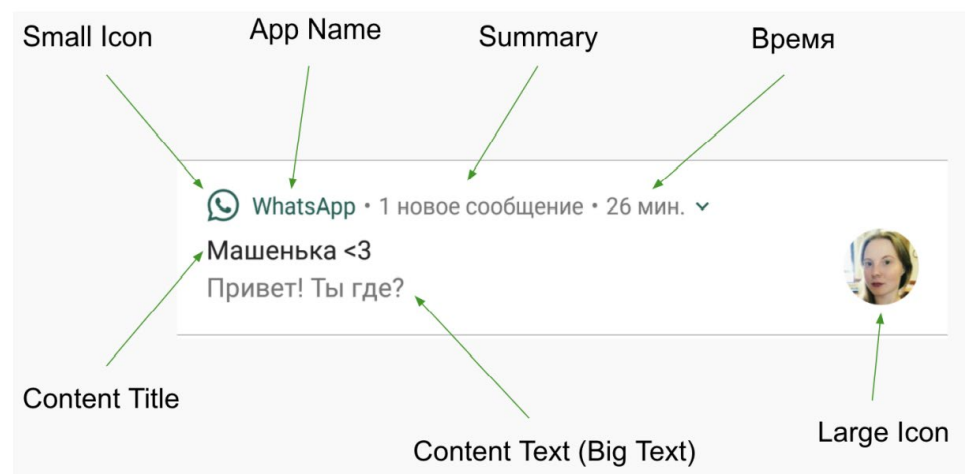 Small Icon
App Name
Summary
Время
WhatsApp • 1 новое сообщение • 26 мин.
Машенька <3
Привет! Ты где?
Content Title
Content Text (Big Text)
Large Icon